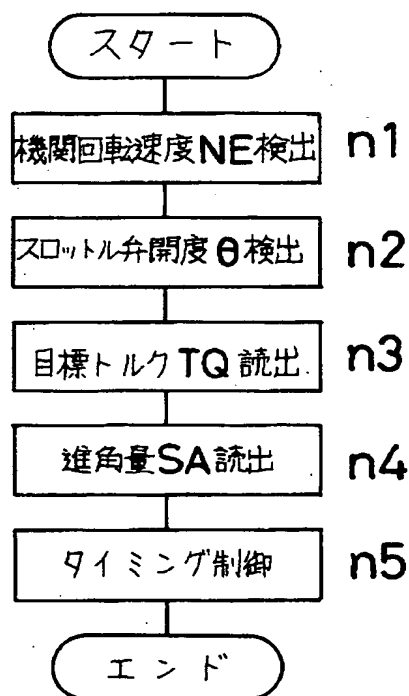 スタート
機関回転速度NE検出 n1
スロットル弁開度θ検出 n2
目標トルクTQ読出 n3
進角量SA読出 n4
タイミング制御 n5
エンド